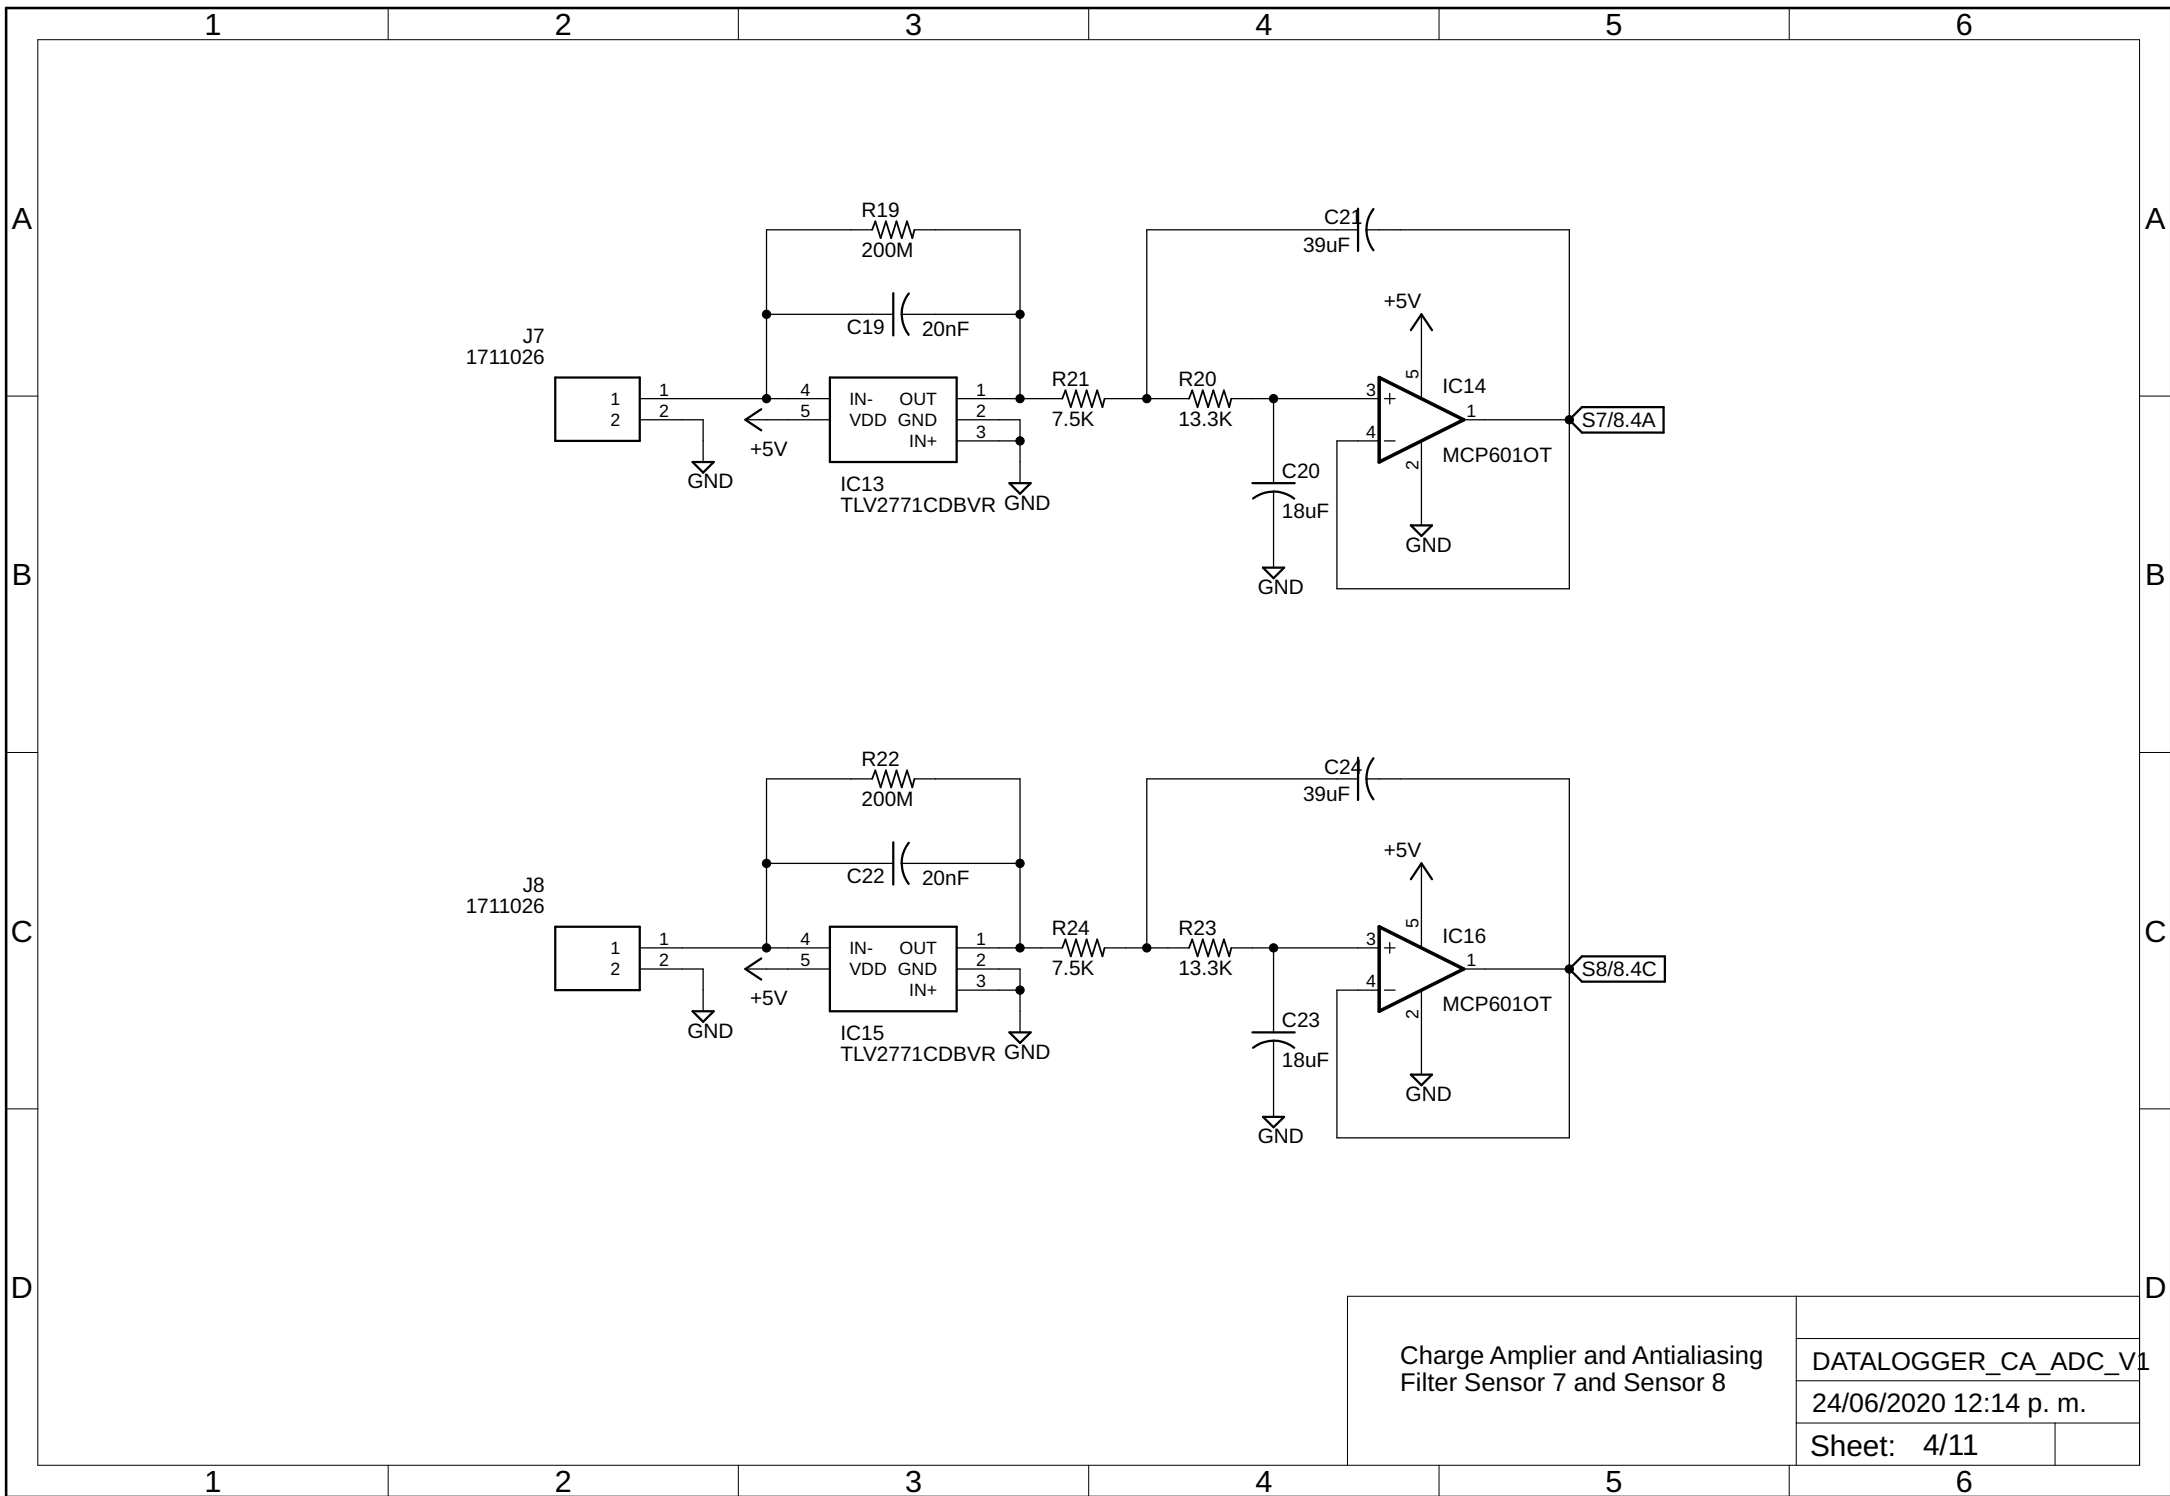 1 2 3 4 5 6
A A
R19
200M
C21
39uF
+5V
C19 20nF
J7
1711026
1 1
2 2
GND
4 IN- OUT 1
5 VDD GND 2
IN+ 3
+5V
IC13
TLV2771CDBVR
GND
R21
7.5K
R20
13.3K
C20
18uF
GND
3
4
5
2
1
IC14
MCP601OT
GND
S7/8.4A
B B
R22
200M
C24
39uF
+5V
C22 20nF
J8
1711026
1 1
2 2
GND
4 IN- OUT 1
5 VDD GND 2
IN+ 3
+5V
IC15
TLV2771CDBVR
GND
R24
7.5K
R23
13.3K
C23
18uF
GND
3
4
5
2
1
IC16
MCP601OT
GND
S8/8.4C
C C
D D
Charge Amplier and Antialiasing
Filter Sensor 7 and Sensor 8
DATALOGGER_CA_ADC_V1
24/06/2020 12:14 p. m.
Sheet: 4/11
1 2 3 4 5 6